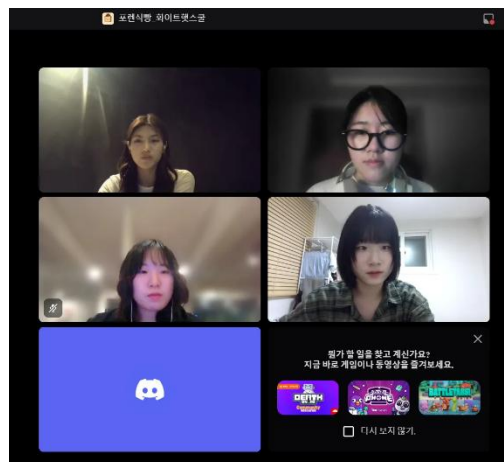 포렌식빵_화이트햇스쿨
뭔가 할 일을 찾고 계신가요?
지금 바로 게임이나 동영상을 즐겨보세요.
다시 보지 않기.